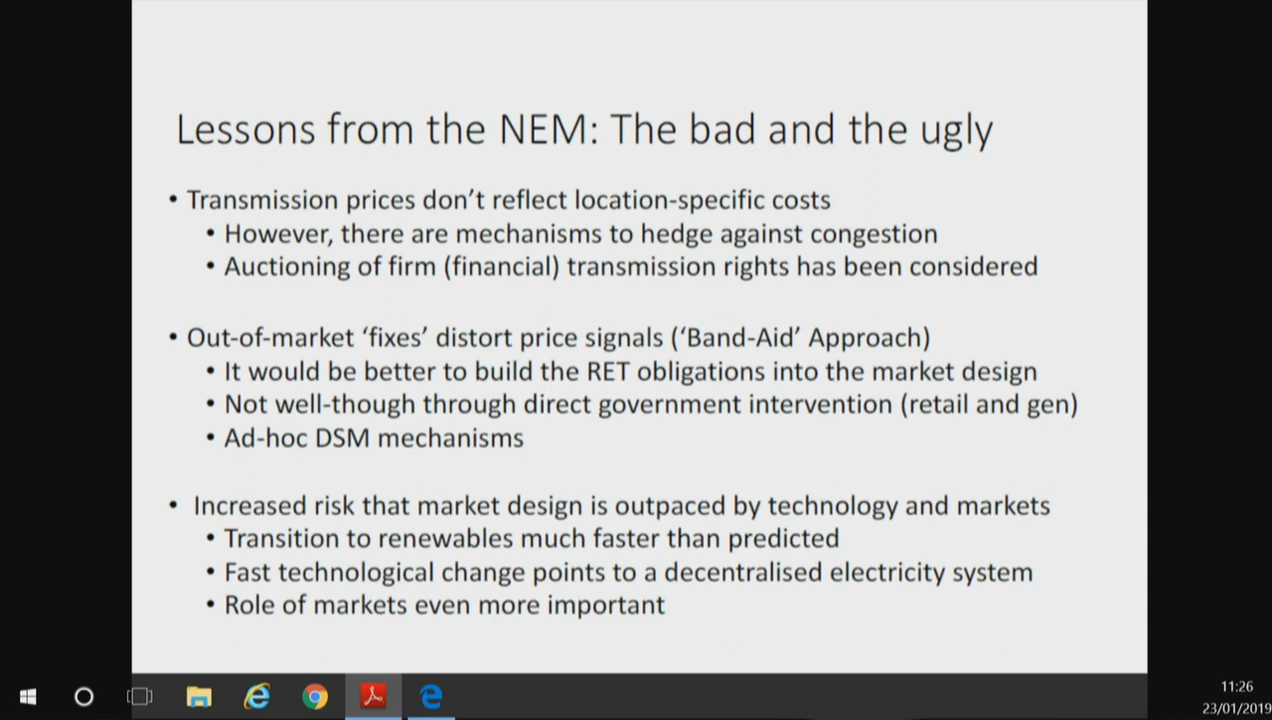 Lessons from the NEM: The bad and the ugly
• Transmission prices don't reflect location-specific costs
• However, there are mechanisms to hedge against congestion
• Auctioning of firm (financial) transmission rights has been considered
• Out-of-market 'fixes' distort price signals ('Band-Aid' Approach)
• It would be better to build the RET obligations into the market design
• Not well-though through direct government intervention (retail and gen)
• Ad-hoc DSM mechanisms
• Increased risk that market design is outpaced by technology and markets
• Transition to renewables much faster than predicted
• Fast technological change points to a decentralised electricity system
• Role of markets even more important
11:26
23/01/2019